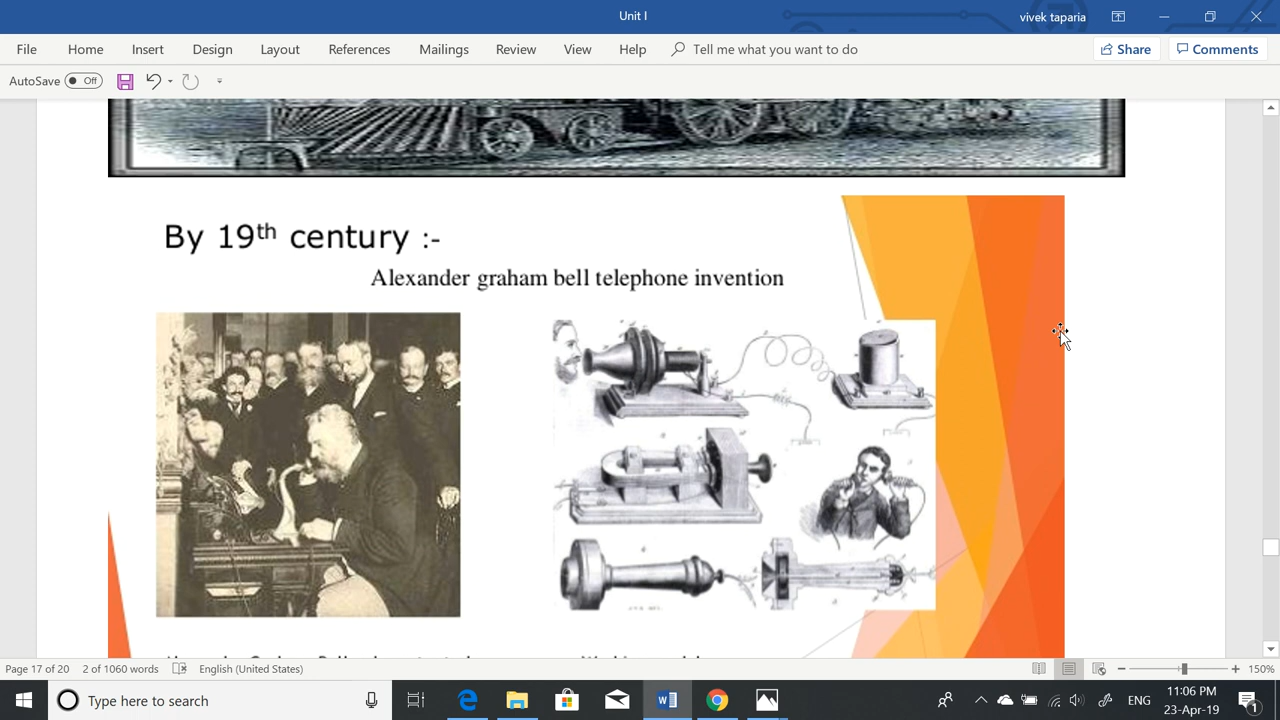 Unit I
vivek taparia
File Home Insert Design Layout References Mailings Review View Help Tell me what you want to do Share Comments
AutoSave Off
By 19th century :-
Alexander graham bell telephone invention
Page 17 of 20 2 of 1060 words English (United States) 150%
Type here to search
ENG
11:06 PM
23-Apr-19
1